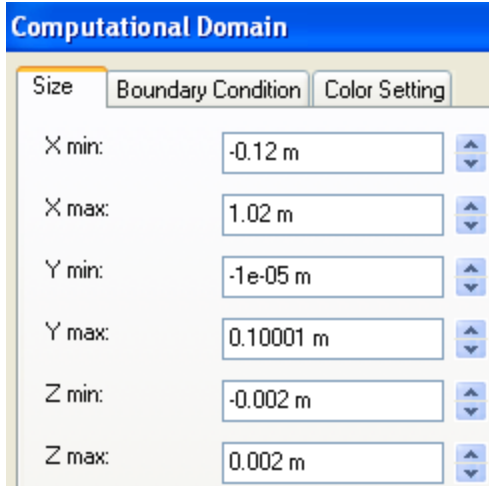 Computational Domain
Size Boundary Condition Color Setting
X min: -0.12 m
X max: 1.02 m
Y min: -1e-05 m
Y max: 0.10001 m
Z min: -0.002 m
Z max: 0.002 m